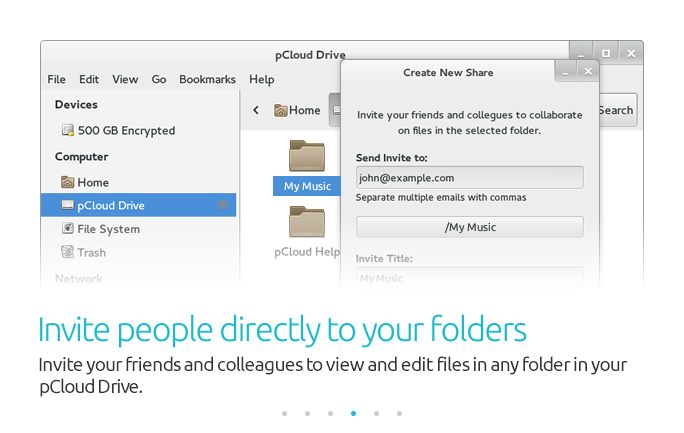 pCloud Drive
File Edit View Go Bookmarks Help
Devices
500 GB Encrypted
Computer
Home
pCloud Drive
File System
Trash
Network
Home
Search
My Music
pCloud Help
Create New Share
Invite your friends and collegues to collaborate
on files in the selected folder.
Send Invite to:
john@example.com
Separate multiple emails with commas
/My Music
Invite Title:
My Music
Invite people directly to your folders
Invite your friends and colleagues to view and edit files in any folder in your
pCloud Drive.